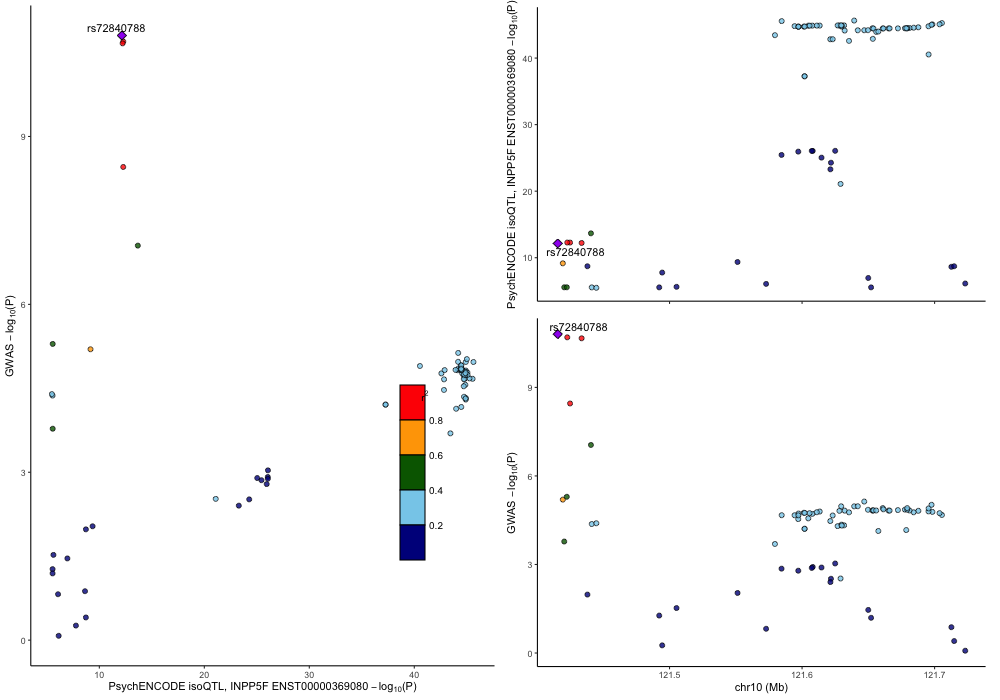 rs72840788
9
6
3
0
GWAS −log10(P)
10
20
30
40
PsychENCODE isoQTL, INPP5F ENST00000369080 −log10(P)
r2
0.8
0.6
0.4
0.2
PsychENCODE isoQTL, INPP5F ENST00000369080 −log10(P)
40
30
20
10
rs72840788
rs72840788
GWAS −log10(P)
9
6
3
0
121.5
121.6
121.7
chr10 (Mb)